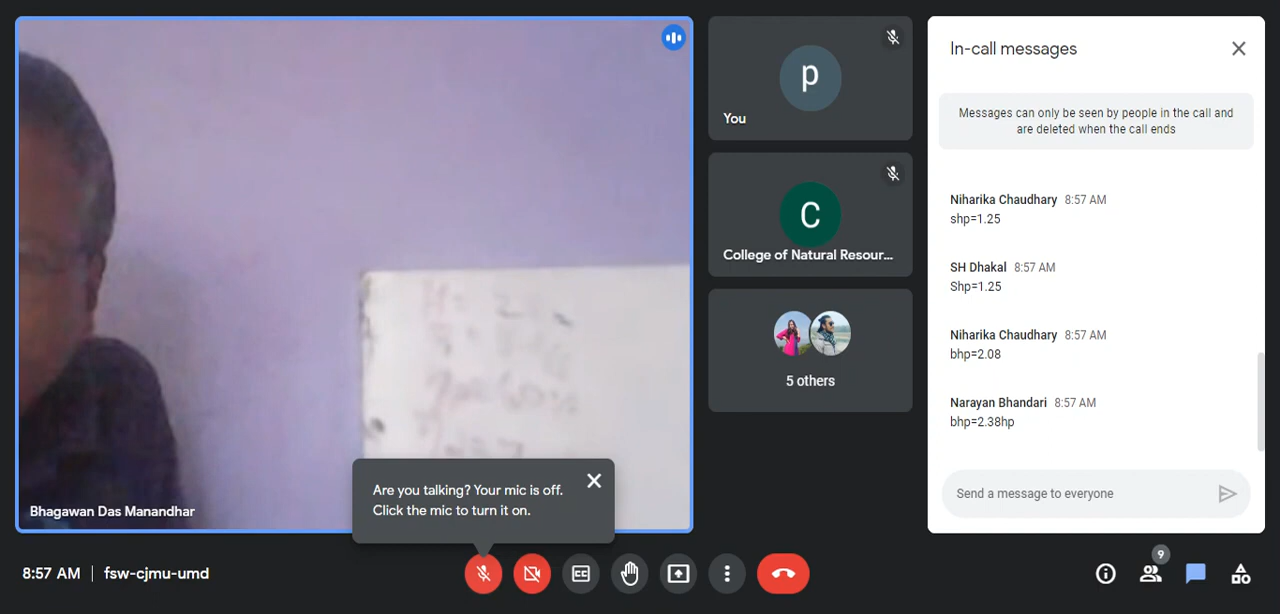 In-call messages
Messages can only be seen by people in the call and
are deleted when the call ends
Niharika Chaudhary 8:57 AM
shp=1.25
SH Dhakal 8:57 AM
Shp=1.25
Niharika Chaudhary 8:57 AM
bhp=2.08
Narayan Bhandari 8:57 AM
bhp=2.38hp
Send a message to everyone
p
You
C
College of Natural Resour...
5 others
Bhagawan Das Manandhar
Are you talking? Your mic is off.
Click the mic to turn it on.
8:57 AM | fsw-cjmu-umd
CC
9